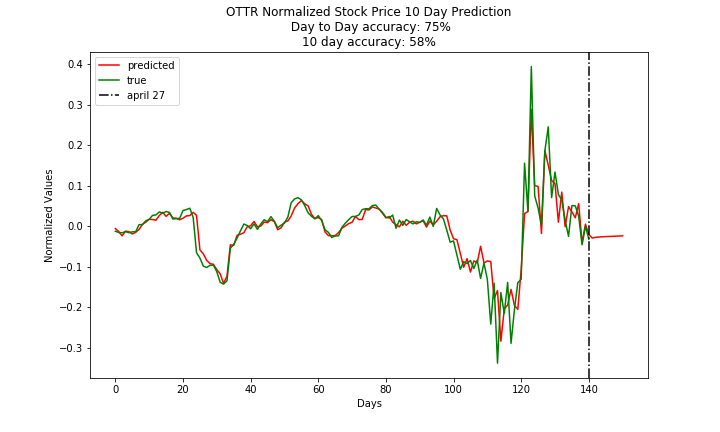 OTTR Normalized Stock Price 10 Day Prediction
Day to Day accuracy: 75%
10 day accuracy: 58%
predicted
true
april 27
Normalized Values
0.4
0.3
0.2
0.1
0.0
−0.1
−0.2
−0.3
0 20 40 60 80 100 120 140
Days